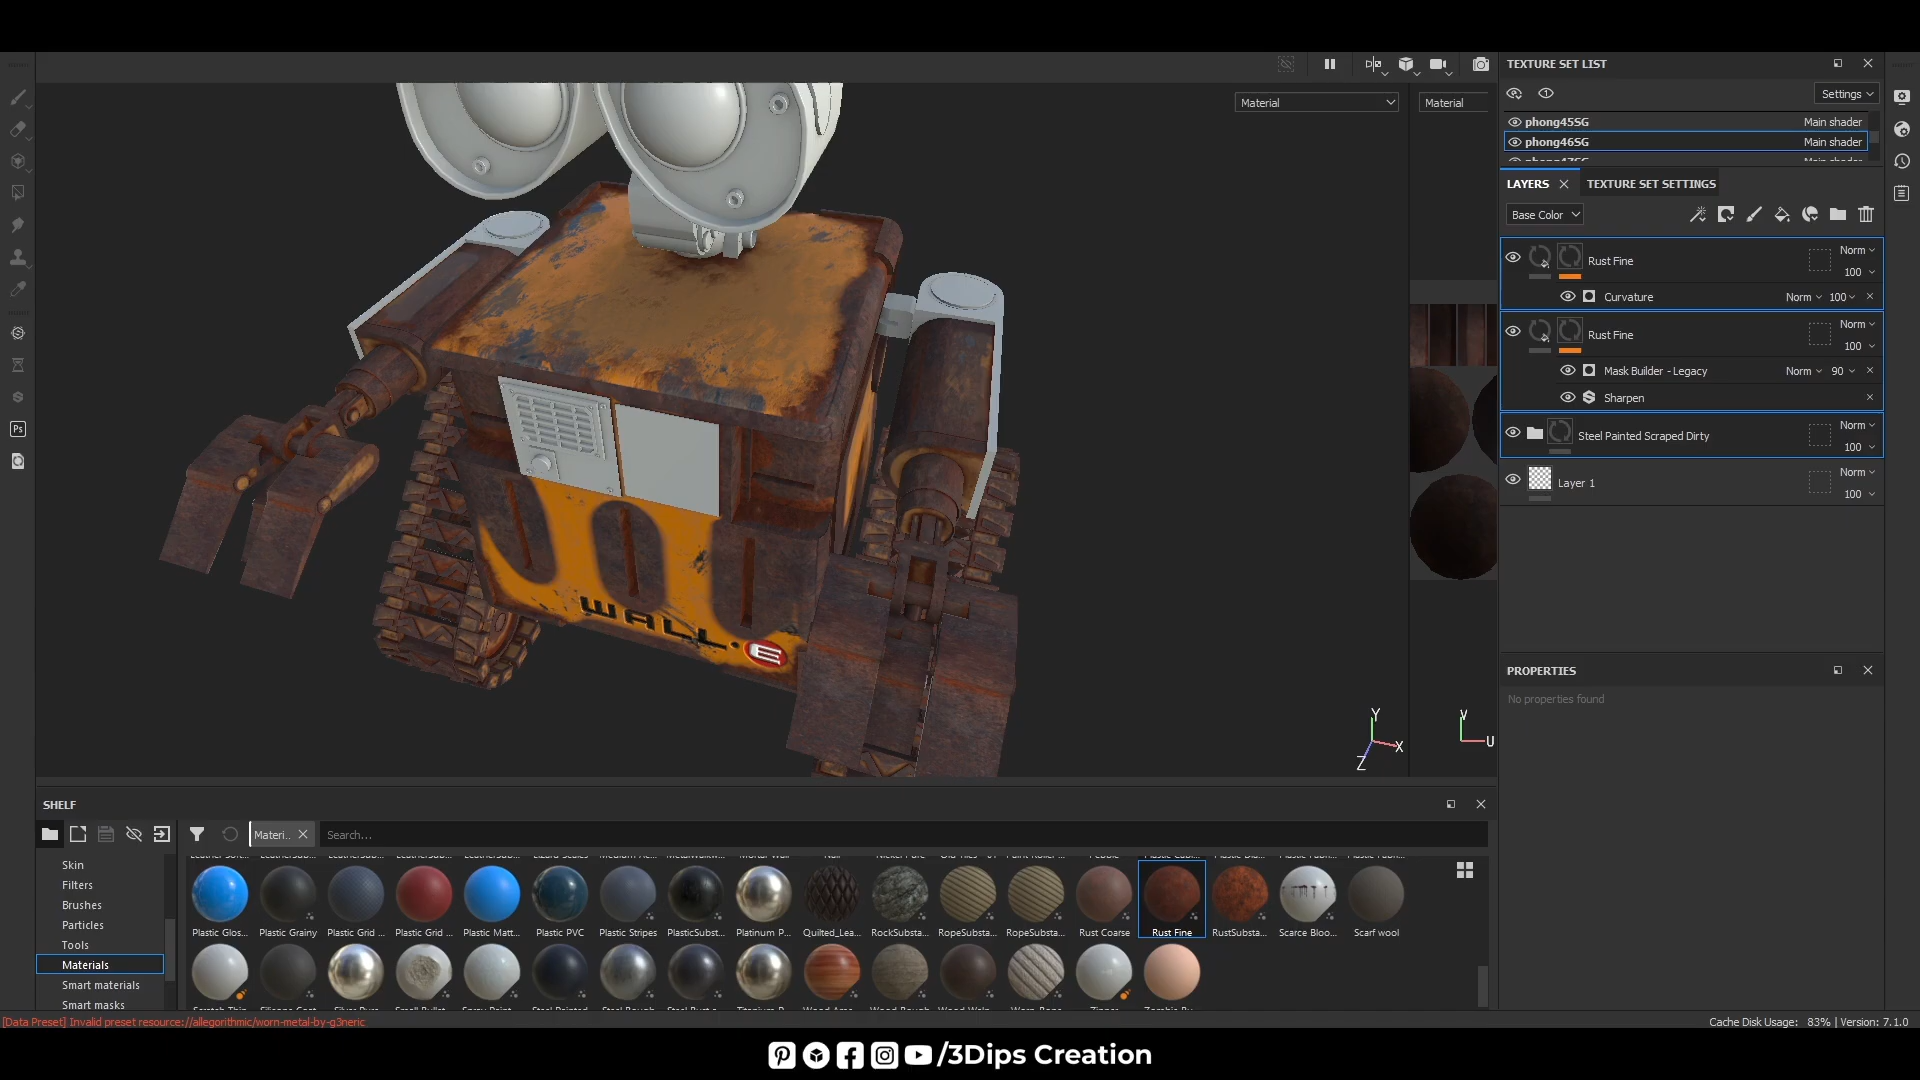 TEXTURE SET LIST
Settings
Material
Material
phong45SG Main shader
phong46SG Main shader
LAYERS
TEXTURE SET SETTINGS
Base Color
Rust Fine Norm 100
Curvature Norm 100
Rust Fine Norm 100
Mask Builder - Legacy Norm 90
Sharpen
Steel Painted Scraped Dirty Norm 100
Layer 1 Norm 100
WALL·E
PROPERTIES
No properties found
Y
X
Z
V
U
Ps
SHELF
Materi..
Search...
Skin
Filters
Brushes
Particles
Tools
Materials
Smart materials
Smart masks
Plastic Glos... Plastic Grainy Plastic Grid ... Plastic Grid ... Plastic Matt... Plastic PVC Plastic Stripes PlasticSubst... Platinum P... Quilted_Lea... RockSubsta... RopeSubsta... RopeSubsta... Rust Coarse Rust Fine RustSubsta... Scarce Bloo... Scarf wool
[Data Preset] Invalid preset resource://allegorithmic/worn-metal-by-g3neric
Cache Disk Usage: 83% | Version: 7.1.0
/3Dips Creation